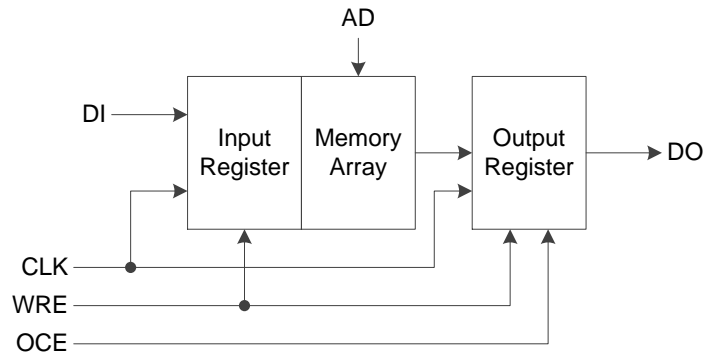 AD
DI
Input
Register
Memory
Array
Output
Register
DO
CLK
WRE
OCE